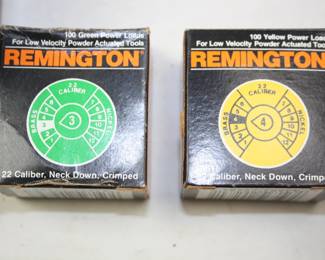 100 Green Power Loads
For Low Velocity Powder Actuated Tools
REMINGTON
22
CALIBER
BRASS
NICKEL
3
22 Caliber, Neck Down, Crimped
100 Yellow Power Loads
For Low Velocity Powder Actuated Tools
REMINGTON
22
CALIBER
BRASS
NICKEL
4
22 Caliber, Neck Down, Crimped